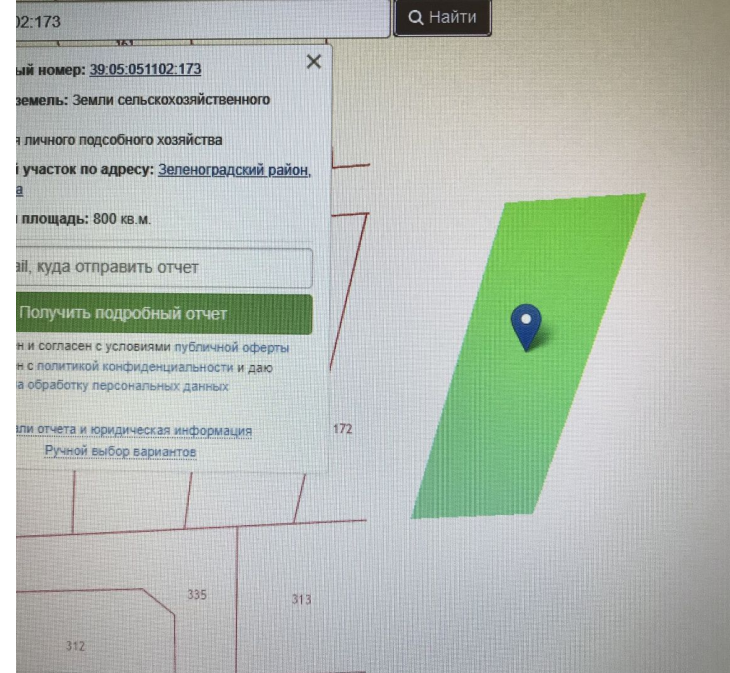 02:173
Найти
161
ый номер: 39:05:051102:173
земель: Земли сельскохозяйственного
я личного подсобного хозяйства
й участок по адресу: Зеленоградский район,
а
площадь: 800 кв.м.
ail, куда отправить отчет
Получить подробный отчет
н и согласен с условиями публичной оферты
н с политикой конфиденциальности и даю
а обработку персональных данных
али отчета и юридическая информация
Ручной выбор вариантов
172
335
313
312